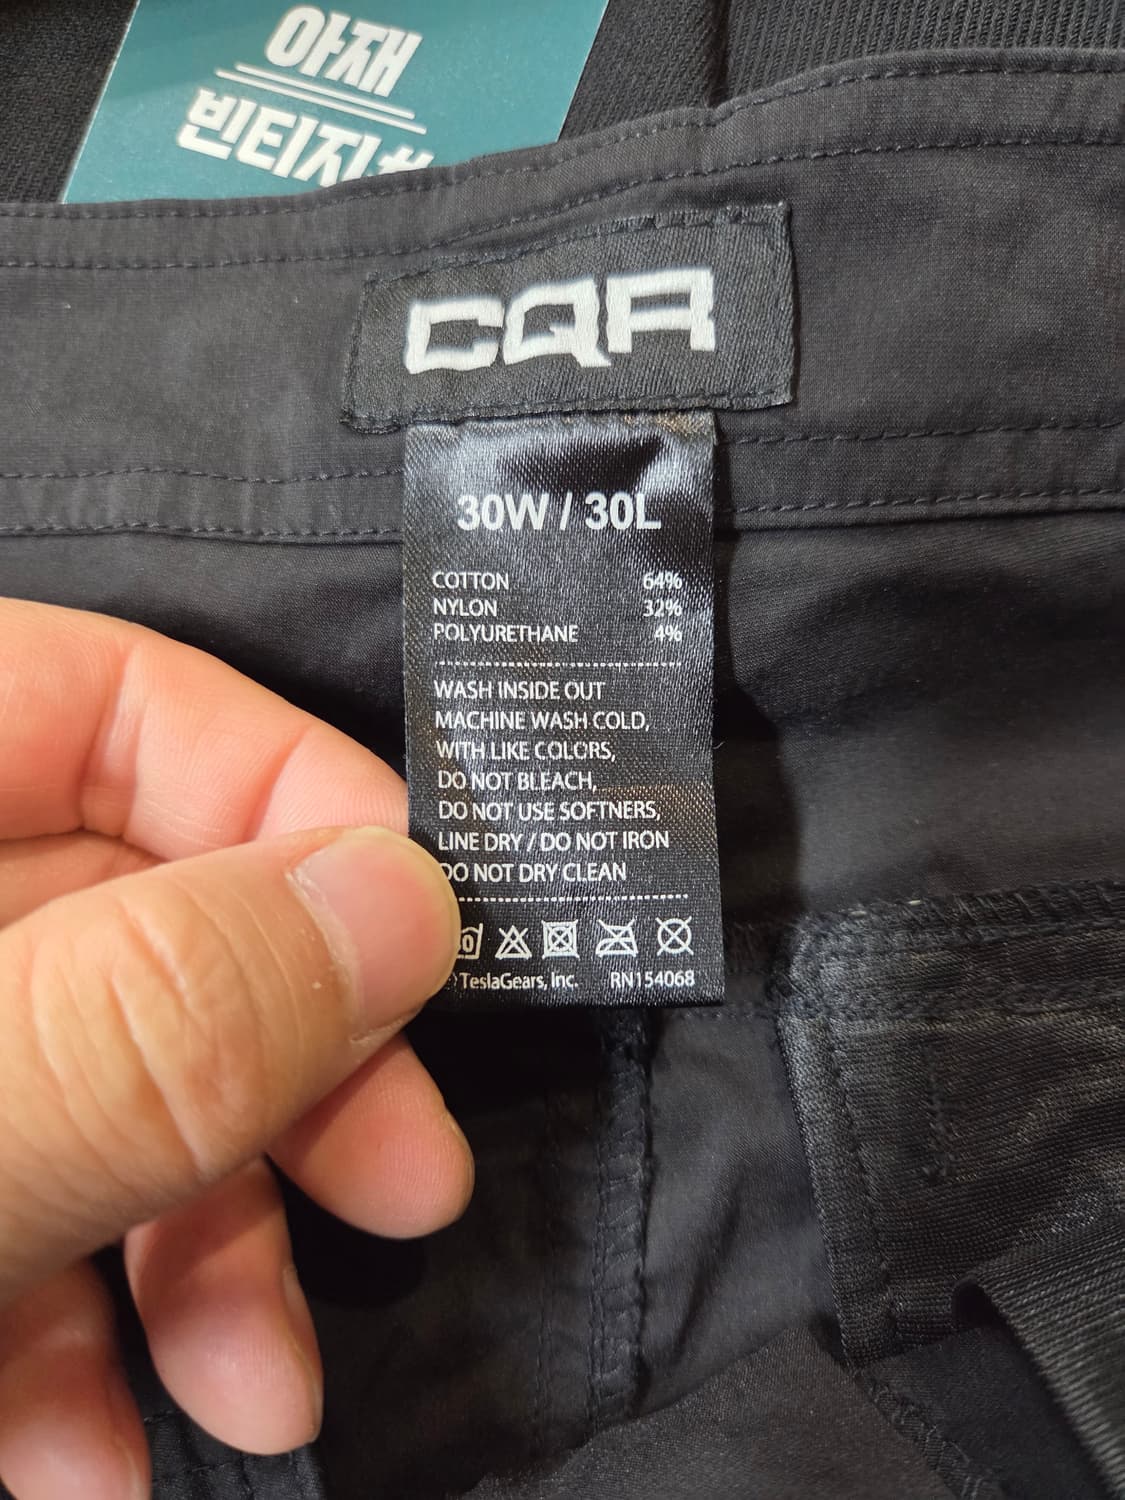 아재
빈티지
CQR
30W / 30L
COTTON 64%
NYLON 32%
POLYURETHANE 4%
WASH INSIDE OUT
MACHINE WASH COLD,
WITH LIKE COLORS,
DO NOT BLEACH,
DO NOT USE SOFTNERS,
LINE DRY / DO NOT IRON
DO NOT DRY CLEAN
TeslaGears, Inc. RN154068